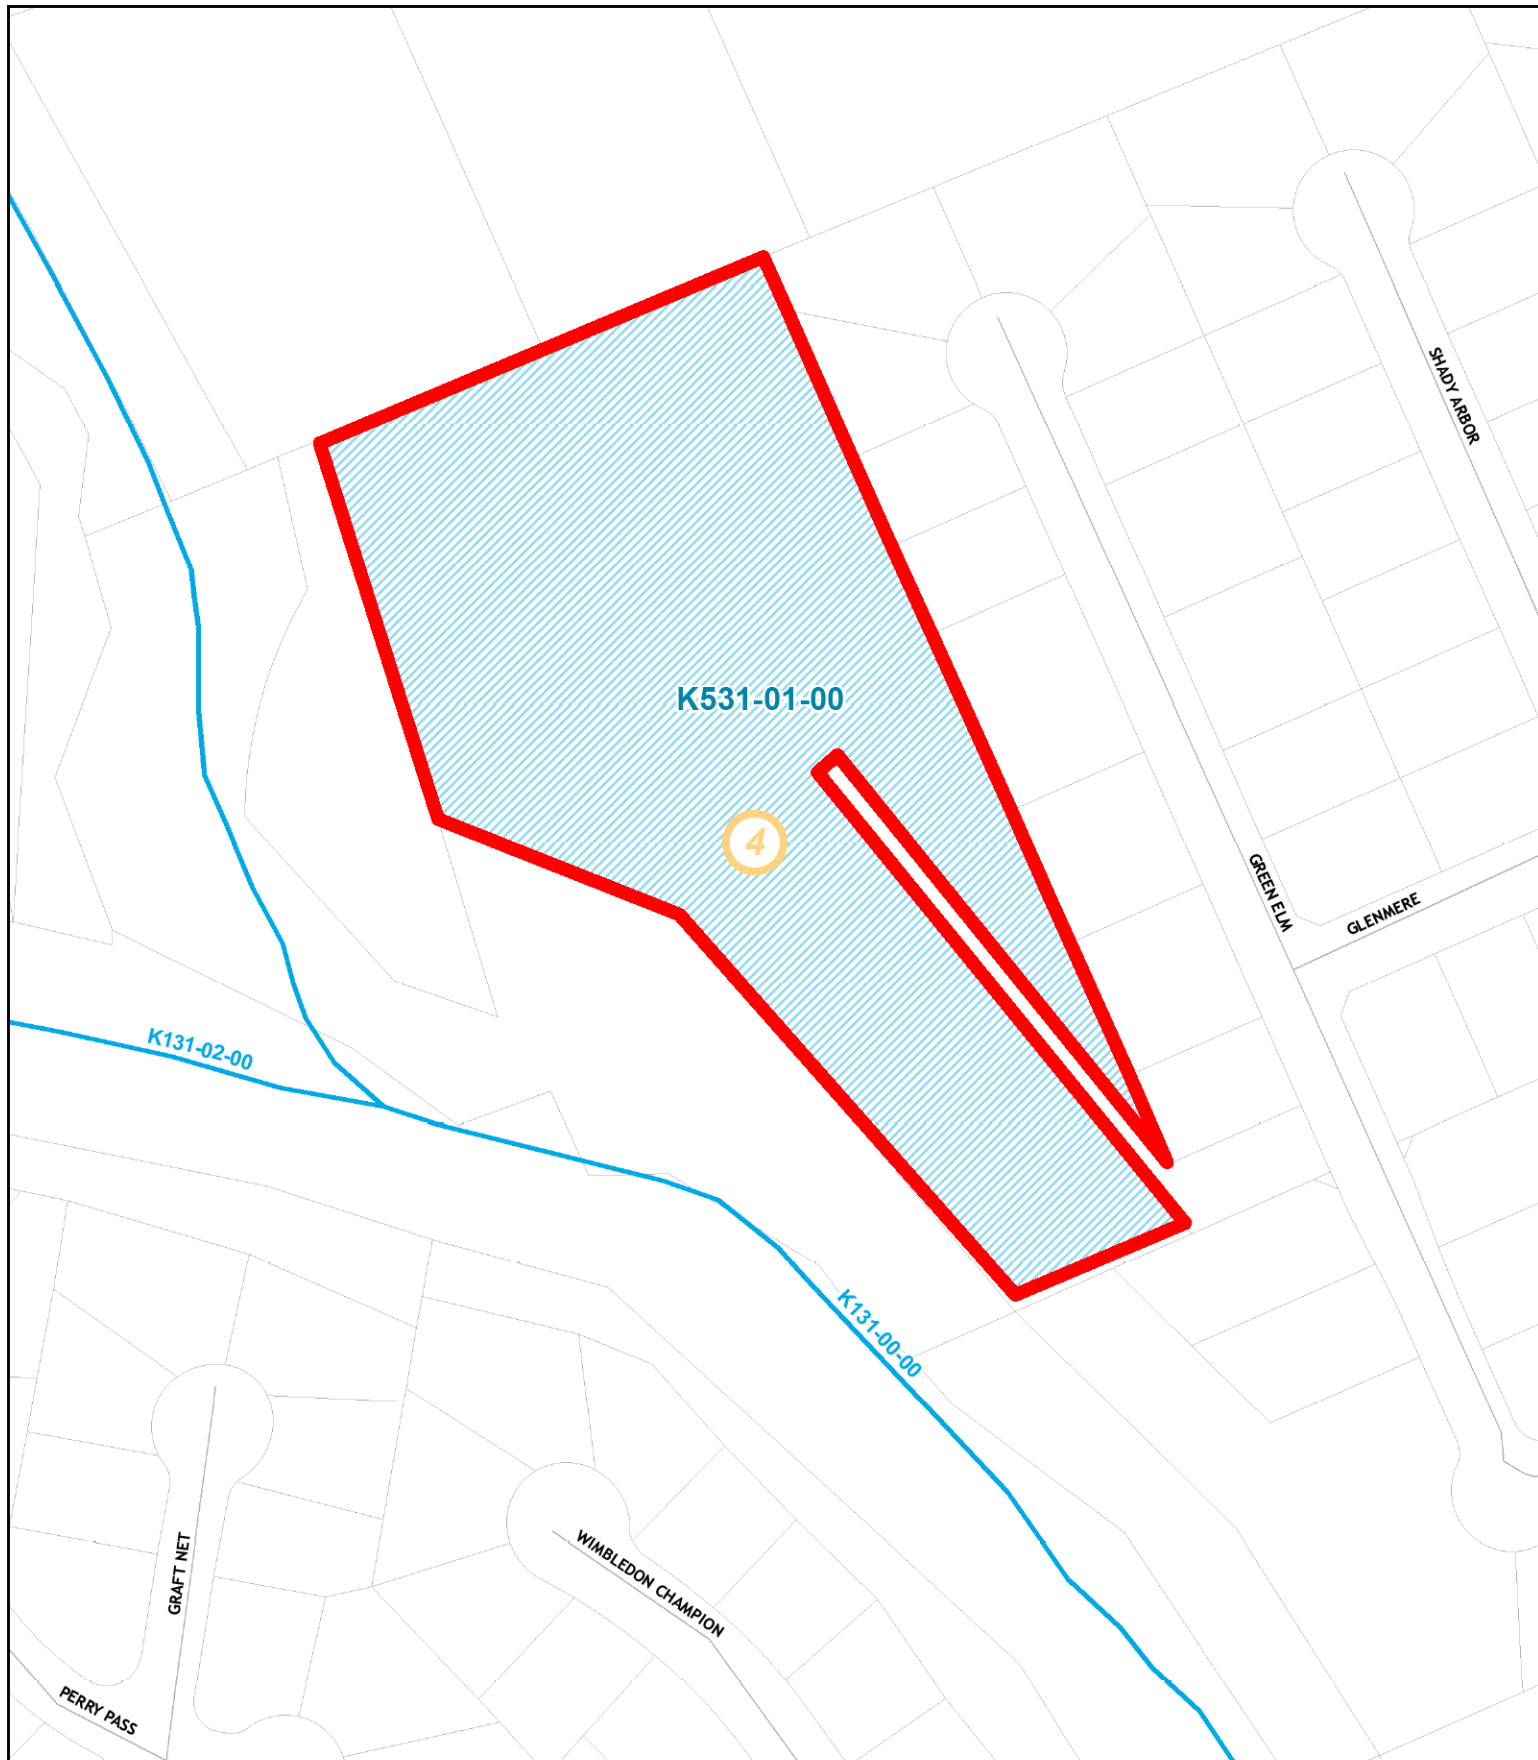 SHADY ARBOR
K531-01-00
4
GREEN ELM
GLENMERE
K131-02-00
K131-00-00
GRAFT NET
WIMBLEDON CHAMPION
PERRY PASS